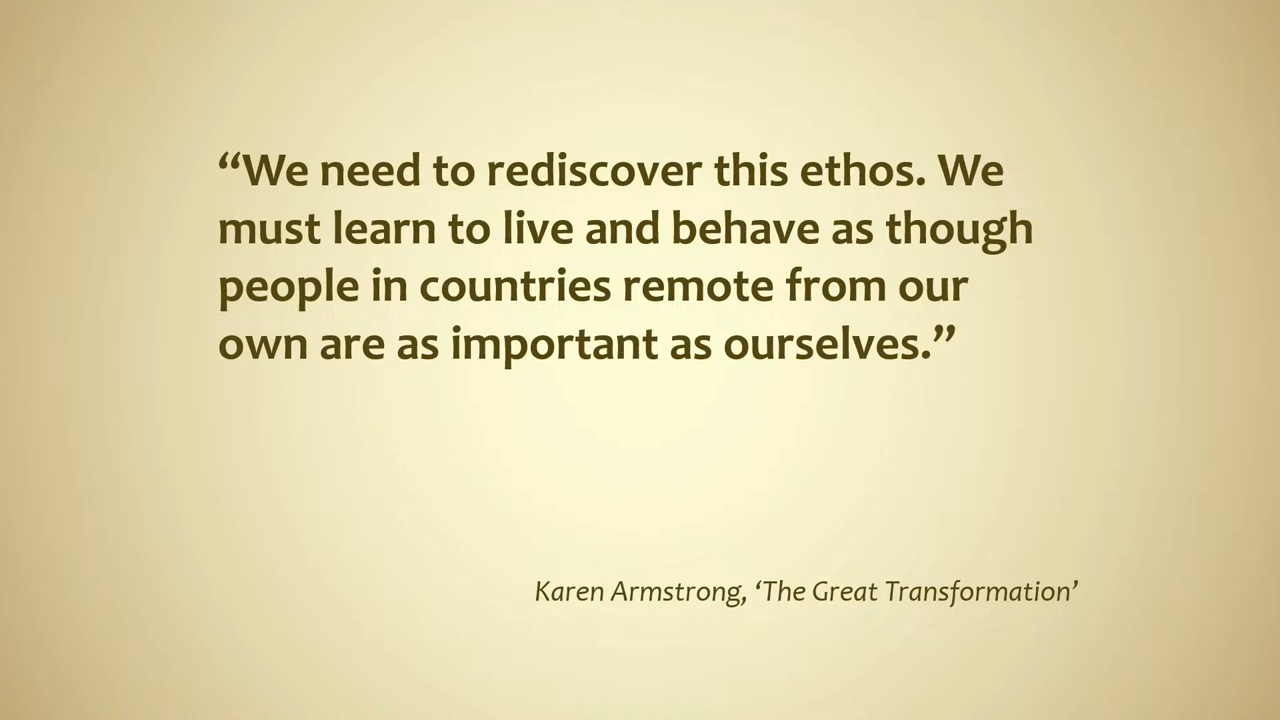 “We need to rediscover this ethos. We
must learn to live and behave as though
people in countries remote from our
own are as important as ourselves.”
Karen Armstrong, ‘The Great Transformation’